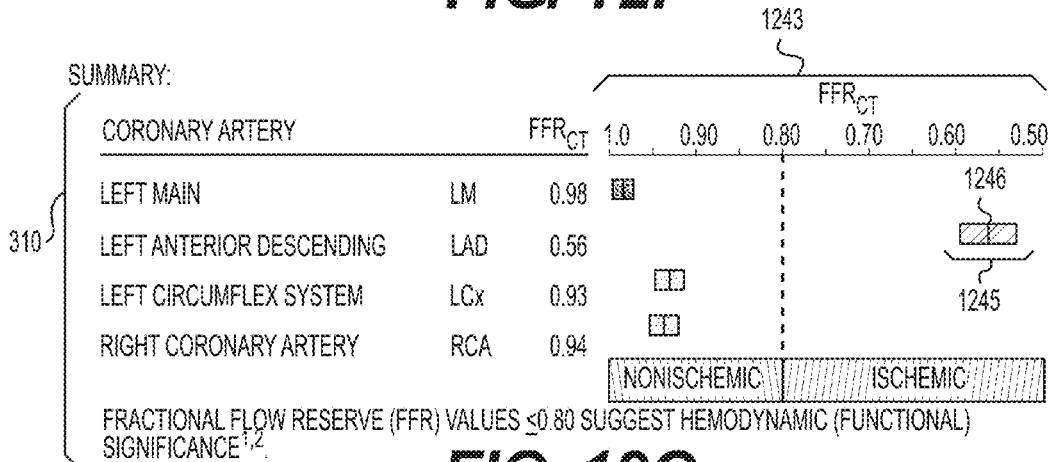 1243
SUMMARY:
FFRCT
CORONARY ARTERY FFRCT 1.0 0.90 0.80 0.70 0.60 0.50
1246
LEFT MAIN LM 0.98
310
LEFT ANTERIOR DESCENDING LAD 0.56
LEFT CIRCUMFLEX SYSTEM LCx 0.93
1245
RIGHT CORONARY ARTERY RCA 0.94
NONISCHEMIC ISCHEMIC
FRACTIONAL FLOW RESERVE (FFR) VALUES ≤0.80 SUGGEST HEMODYNAMIC (FUNCTIONAL)
SIGNIFICANCE1,2.